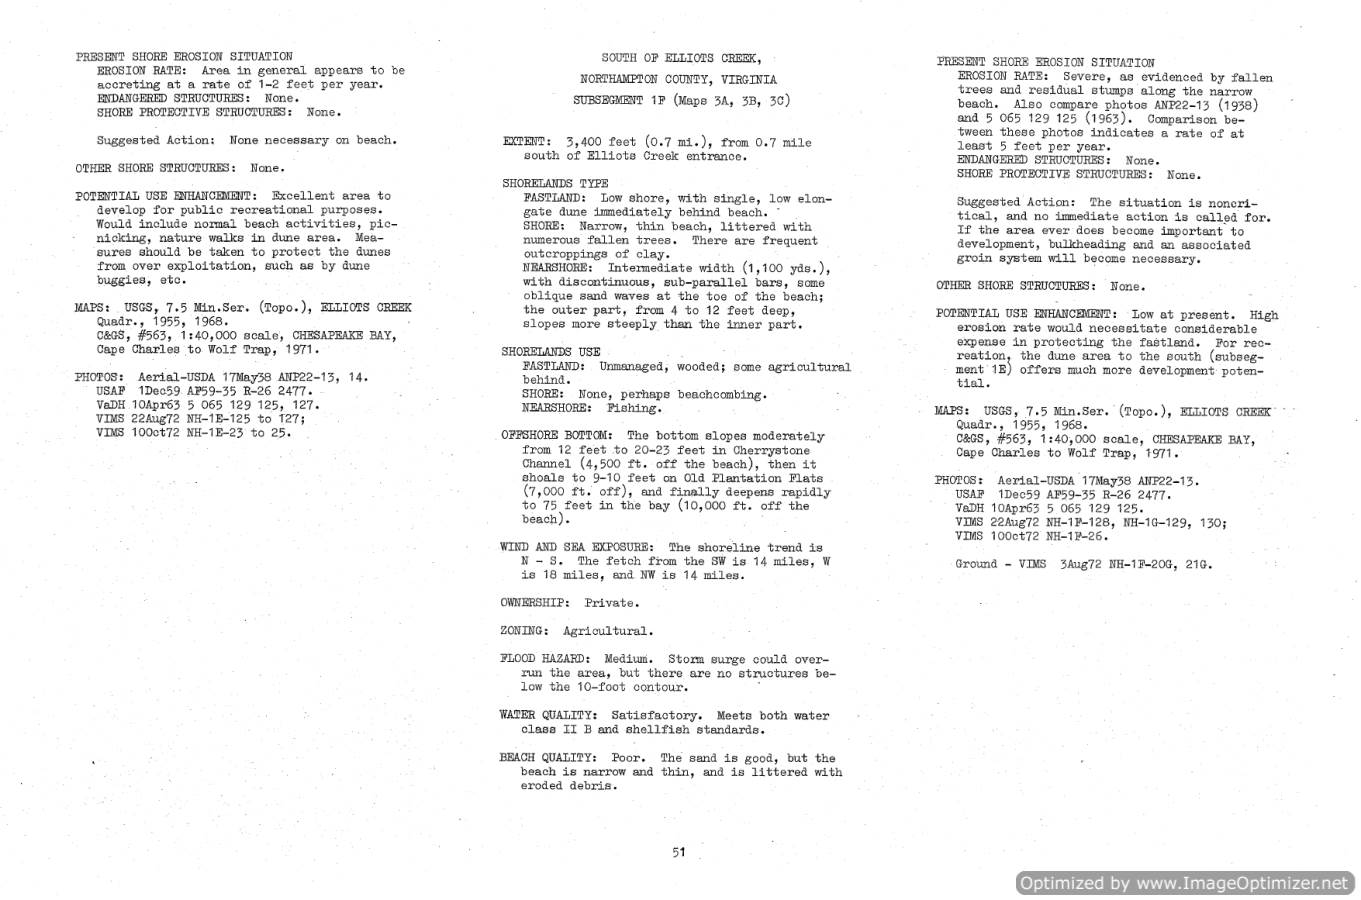 PRESENT SHORE EROSION SITUATION
EROSION RATE: Area in general appears to be
accreting at a rate of 1-2 feet per year.
ENDANGERED STRUCTURES: None.
SHORE PROTECTIVE STRUCTURES: None.
Suggested Action: None necessary on beach.
OTHER SHORE STRUCTURES: None.
POTENTIAL USE ENHANCEMENT: Excellent area to
develop for public recreational purposes.
Would include normal beach activities, pic-
nicking, nature walks in dune area. Mea-
sures should be taken to protect the dunes
from over exploitation, such as by dune
buggies, etc.
MAPS: USGS, 7.5 Min.Ser. (Topo.), ELLIOTS CREEK
Quadr., 1955, 1968.
C&GS, #563, 1:40,000 scale, CHESAPEAKE BAY,
Cape Charles to Wolf Trap, 1971.
PHOTOS: Aerial-USDA 17May38 ANP22-13, 14.
USAF 1Dec59 AF59-35 R-26 2477.
VaDH 10Apr63 5 065 129 125, 127.
VIMS 22Aug72 NH-1E-125 to 127;
VIMS 10Oct72 NH-1E-23 to 25.
SOUTH OF ELLIOTS CREEK,
NORTHAMPTON COUNTY, VIRGINIA
SUBSEGMENT 1F (Maps 3A, 3B, 3C)
EXTENT: 3,400 feet (0.7 mi.), from 0.7 mile
south of Elliots Creek entrance.
SHORELANDS TYPE
FASTLAND: Low shore, with single, low elon-
gate dune immediately behind beach.
SHORE: Narrow, thin beach, littered with
numerous fallen trees. There are frequent
outcroppings of clay.
NEARSHORE: Intermediate width (1,100 yds.),
with discontinuous, sub-parallel bars, some
oblique sand waves at the toe of the beach;
the outer part, from 4 to 12 feet deep,
slopes more steeply than the inner part.
SHORELANDS USE
FASTLAND: Unmanaged, wooded; some agricultural
behind.
SHORE: None, perhaps beachcombing.
NEARSHORE: Fishing.
OFFSHORE BOTTOM: The bottom slopes moderately
from 12 feet to 20-23 feet in Cherrystone
Channel (4,500 ft. off the beach), then it
shoals to 9-10 feet on Old Plantation Flats
(7,000 ft. off), and finally deepens rapidly
to 75 feet in the bay (10,000 ft. off the
beach).
WIND AND SEA EXPOSURE: The shoreline trend is
N - S. The fetch from the SW is 14 miles, W
is 18 miles, and NW is 14 miles.
OWNERSHIP: Private.
ZONING: Agricultural.
FLOOD HAZARD: Medium. Storm surge could over-
run the area, but there are no structures be-
low the 10-foot contour.
WATER QUALITY: Satisfactory. Meets both water
class II B and shellfish standards.
BEACH QUALITY: Poor. The sand is good, but the
beach is narrow and thin, and is littered with
eroded debris.
PRESENT SHORE EROSION SITUATION
EROSION RATE: Severe, as evidenced by fallen
trees and residual stumps along the narrow
beach. Also compare photos ANP22-13 (1938)
and 5 065 129 125 (1963). Comparison be-
tween these photos indicates a rate of at
least 5 feet per year.
ENDANGERED STRUCTURES: None.
SHORE PROTECTIVE STRUCTURES: None.
Suggested Action: The situation is noncri-
tical, and no immediate action is called for.
If the area ever does become important to
development, bulkheading and an associated
groin system will become necessary.
OTHER SHORE STRUCTURES: None.
POTENTIAL USE ENHANCEMENT: Low at present. High
erosion rate would necessitate considerable
expense in protecting the fastland. For rec-
reation, the dune area to the south (subseg-
ment 1E) offers much more development poten-
tial.
MAPS: USGS, 7.5 Min.Ser. (Topo.), ELLIOTS CREEK
Quadr., 1955, 1968.
C&GS, #563, 1:40,000 scale, CHESAPEAKE BAY,
Cape Charles to Wolf Trap, 1971.
PHOTOS: Aerial-USDA 17May38 ANP22-13.
USAF 1Dec59 AF59-35 R-26 2477.
VaDH 10Apr63 5 065 129 125.
VIMS 22Aug72 NH-1F-128, NH-1G-129, 130;
VIMS 10Oct72 NH-1F-26.
Ground - VIMS 3Aug72 NH-1F-20G, 21G.
51
Optimized by www.ImageOptimizer.net